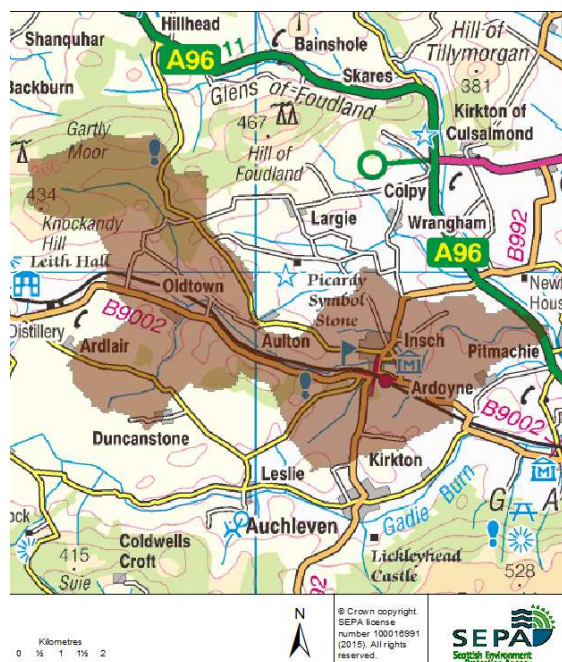 Hillhead
Shanquhar
A96
11
Bainshole
Hill of
Tillymorgan
Backburn
Skares
Glens of Foudland
381
Kirkton of
Culsalmond
Gartly
Moor
467
Hill of
Foudland
Colpy
434
Knockandy
Hill
Largie
Wrangham
B992
A96
Leith Hall
Oldtown
Picardy
Symbol
Stone
Distillery
B9002
Ardlair
Aulton
Insch
Pitmachie
Ardoyne
B9002
Duncanstone
Leslie
Kirkton
Auchleven
Gadie Burn
G A
Coldwells
Croft
415
Suie
Lickleyhead
Castle
528
Kilometres
0 ½ 1 1½ 2
N
© Crown copyright.
SEPA license
number 100016991
(2015). All rights
reserved.
SEPA
Scottish Environment